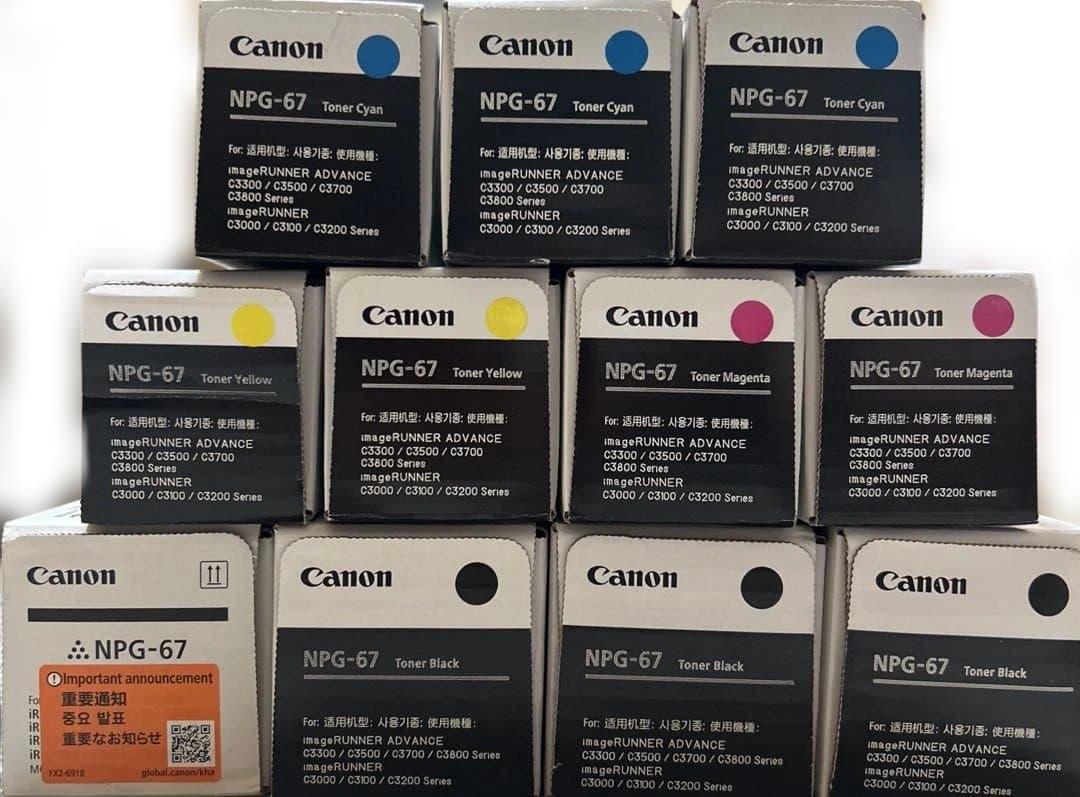 Canon
NPG-67 Toner Cyan
For: 适用机型: 사용기종: 使用機種:
imageRUNNER ADVANCE
C3300 / C3500 / C3700
C3800 Series
imageRUNNER
C3000 / C3100 / C3200 Series
Canon
NPG-67 Toner Cyan
For: 适用机型: 사용기종: 使用機種:
imageRUNNER ADVANCE
C3300 / C3500 / C3700
C3800 Series
imageRUNNER
C3000 / C3100 / C3200 Series
Canon
NPG-67 Toner Cyan
For: 适用机型: 사용기종: 使用機種:
imageRUNNER ADVANCE
C3300 / C3500 / C3700
C3800 Series
imageRUNNER
C3000 / C3100 / C3200 Series
Canon
NPG-67 Toner Yellow
For: 适用机型: 사용기종: 使用機種:
imageRUNNER ADVANCE
C3300 / C3500 / C3700
C3800 Series
imageRUNNER
C3000 / C3100 / C3200 Series
Canon
NPG-67 Toner Yellow
For: 适用机型: 사용기종: 使用機種:
imageRUNNER ADVANCE
C3300 / C3500 / C3700
C3800 Series
imageRUNNER
C3000 / C3100 / C3200 Series
Canon
NPG-67 Toner Magenta
For: 适用机型: 사용기종: 使用機種:
imageRUNNER ADVANCE
C3300 / C3500 / C3700
C3800 Series
imageRUNNER
C3000 / C3100 / C3200 Series
Canon
NPG-67 Toner Magenta
For: 适用机型: 사용기종: 使用機種:
imageRUNNER ADVANCE
C3300 / C3500 / C3700
C3800 Series
imageRUNNER
C3000 / C3100 / C3200 Series
Canon
NPG-67
Important announcement
重要通知
중요 발표
重要なお知らせ
FX2-6918 global.canon/kha
Canon
NPG-67 Toner Black
For: 适用机型: 사용기종: 使用機種:
imageRUNNER ADVANCE
C3300 / C3500 / C3700 / C3800 Series
imageRUNNER
C3000 / C3100 / C3200 Series
Canon
NPG-67 Toner Black
For: 适用机型: 사용기종: 使用機種:
imageRUNNER ADVANCE
C3300 / C3500 / C3700 / C3800 Series
imageRUNNER
C3000 / C3100 / C3200 Series
Canon
NPG-67 Toner Black
For: 适用机型: 사용기종: 使用機種:
imageRUNNER ADVANCE
C3300 / C3500 / C3700 / C3800 Series
imageRUNNER
C3000 / C3100 / C3200 Series